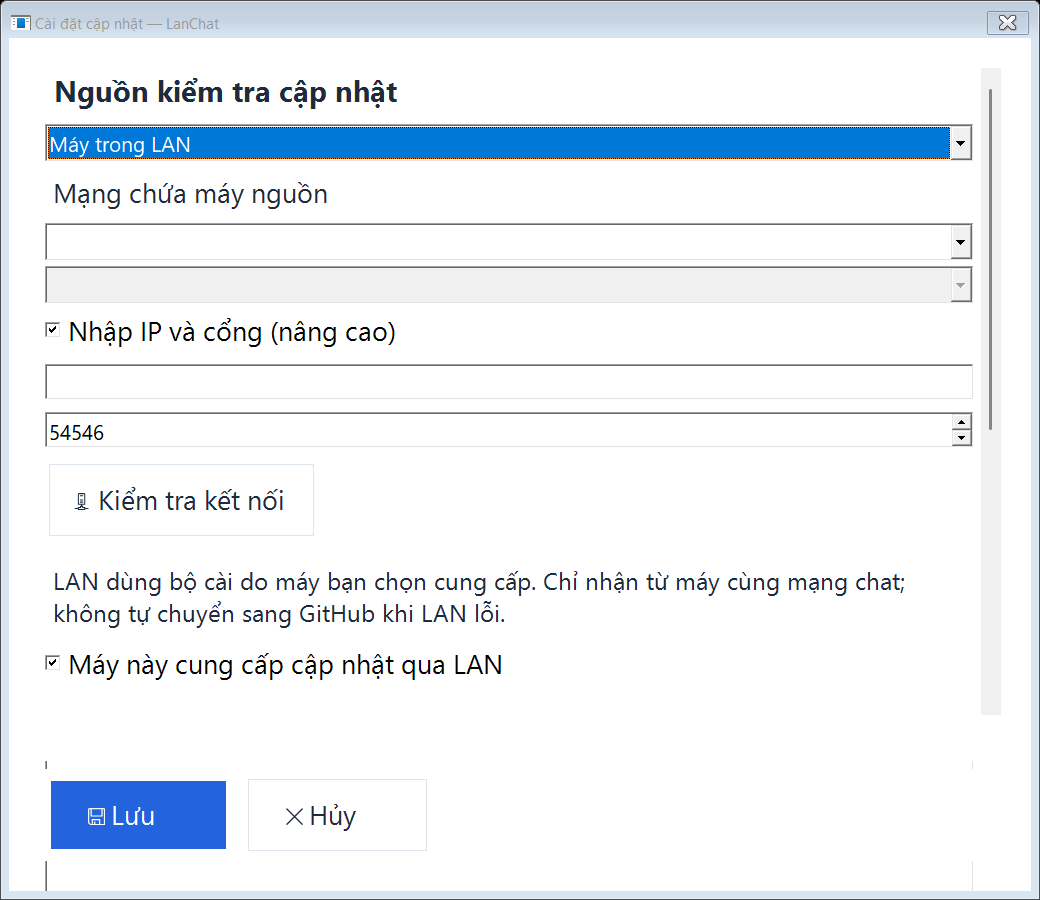 Cài đặt cập nhật — LanChat
Nguồn kiểm tra cập nhật
Máy trong LAN
Mạng chứa máy nguồn
Nhập IP và cổng (nâng cao)
54546
Kiểm tra kết nối
LAN dùng bộ cài do máy bạn chọn cung cấp. Chỉ nhận từ máy cùng mạng chat;
không tự chuyển sang GitHub khi LAN lỗi.
Máy này cung cấp cập nhật qua LAN
Lưu
Hủy